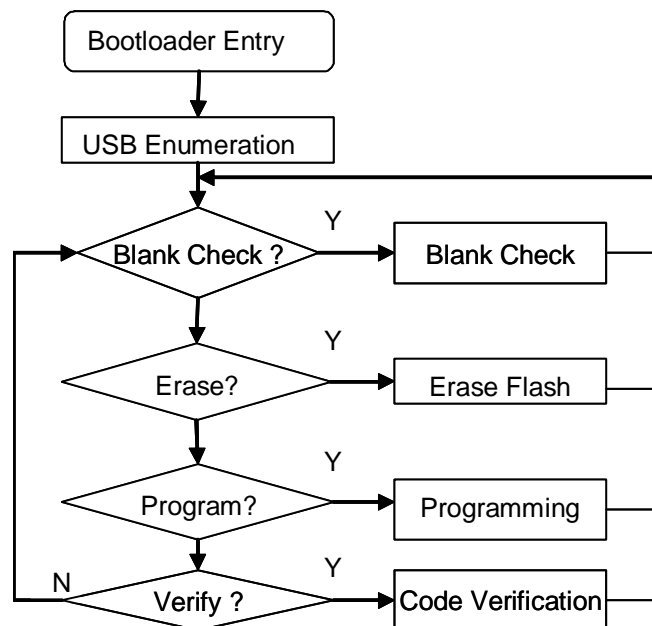 Bootloader Entry
USB Enumeration
Y
Blank Check ?
Blank Check
Y
Erase?
Erase Flash
Y
Program?
Programming
N
Y
Verify ?
Code Verification